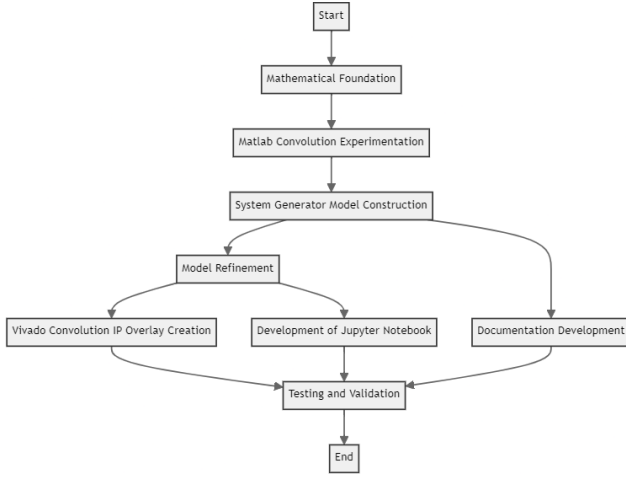 Start
Mathematical Foundation
Matlab Convolution Experimentation
System Generator Model Construction
Model Refinement
Vivado Convolution IP Overlay Creation
Development of Jupyter Notebook
Documentation Development
Testing and Validation
End